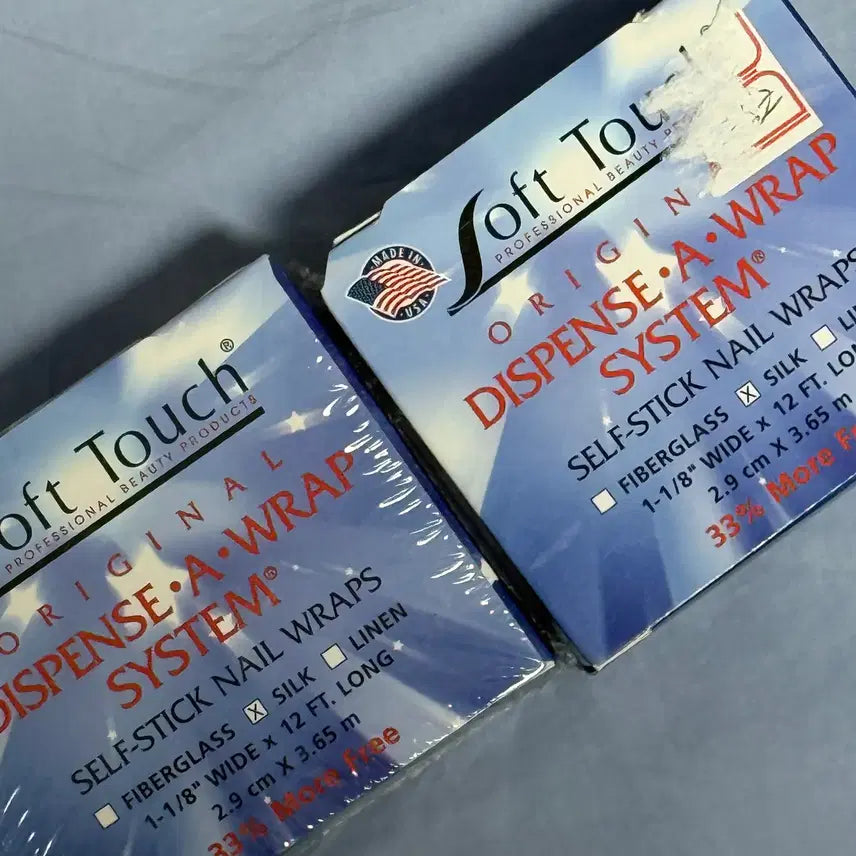 oft Touch®
PROFESSIONAL BEAUTY PRODUCTS
ORIGINAL
DISPENSE•A•WRAP
SYSTEM®
SELF-STICK NAIL WRAPS
FIBERGLASS ☒ SILK ☐ LINEN
1-1/8" WIDE x 12 FT. LONG
2.9 cm X 3.65 m
33% More Free
MADE IN
USA
Soft Tou
PROFESSIONAL BEAUTY
ORIGIN
DISPENSE•A•WRAP
SYSTEM®
SELF-STICK NAIL WRAPS
☐ FIBERGLASS ☒ SILK ☐ LI
1-1/8" WIDE x 12 FT. LON
2.9 cm X 3.65 m
33% More Fr